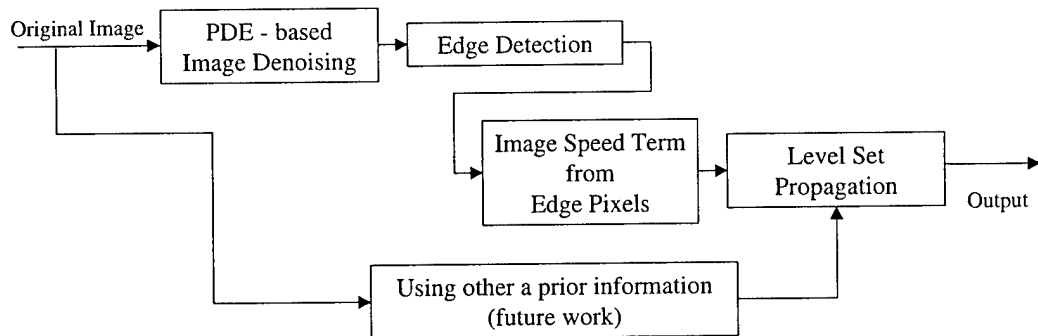 Original Image
PDE - based
Image Denoising
Edge Detection
Image Speed Term
from
Edge Pixels
Level Set
Propagation
Output
Using other a prior information
(future work)